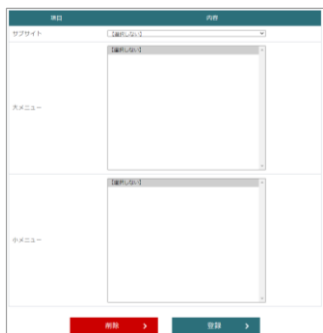 項目 内容
サブサイト 【選択しない】
【選択しない】
大メニュー
【選択しない】
小メニュー
削除 登録